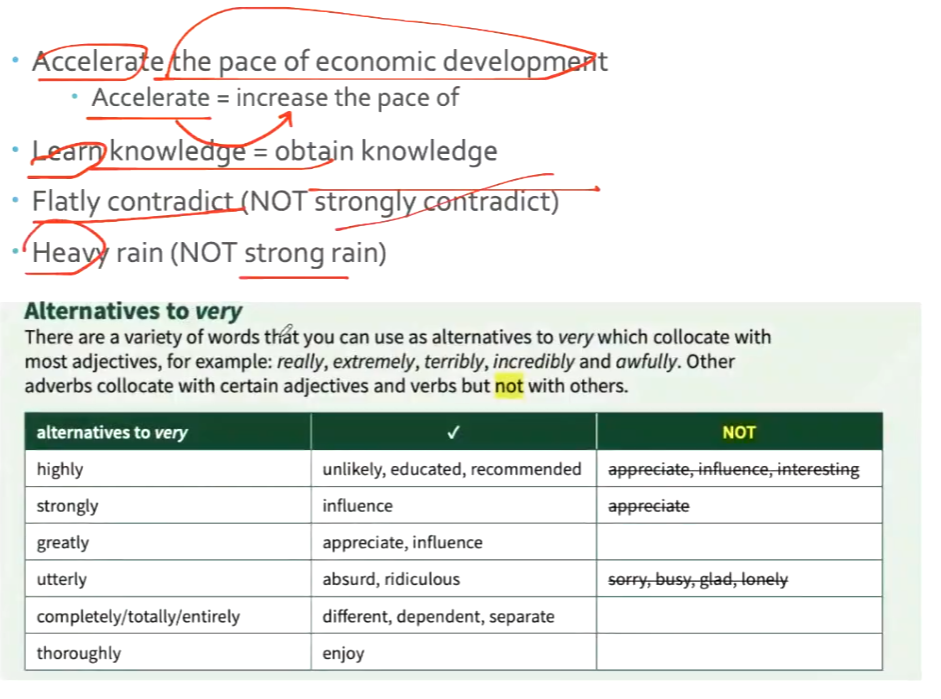 • Accelerate the pace of economic development
• Accelerate = increase the pace of
• Learn knowledge = obtain knowledge
• Flatly contradict (NOT strongly contradict)
• Heavy rain (NOT strong rain)
Alternatives to very
There are a variety of words that you can use as alternatives to very which collocate with
most adjectives, for example: really, extremely, terribly, incredibly and awfully. Other
adverbs collocate with certain adjectives and verbs but not with others.
alternatives to very ✓ NOT
highly unlikely, educated, recommended appreciate, influence, interesting
strongly influence appreciate
greatly appreciate, influence
utterly absurd, ridiculous sorry, busy, glad, lonely
completely/totally/entirely different, dependent, separate
thoroughly enjoy